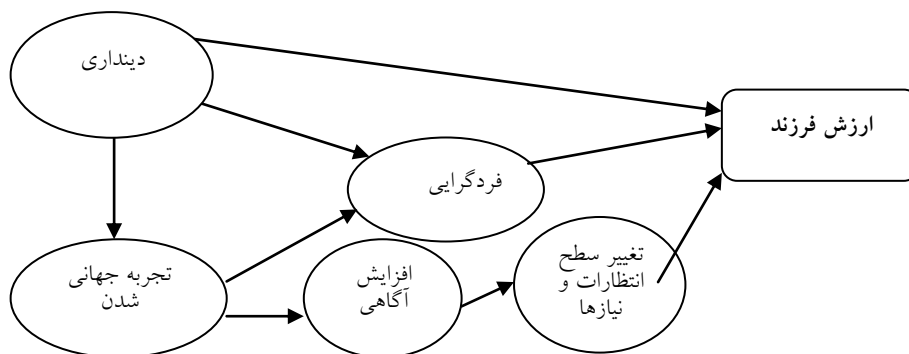 دینداری
ارزش فرزند
فردگرایی
تجربه جهانی
شدن
افزایش
آگاهی
تغییر سطح
انتظارات و
نیازها